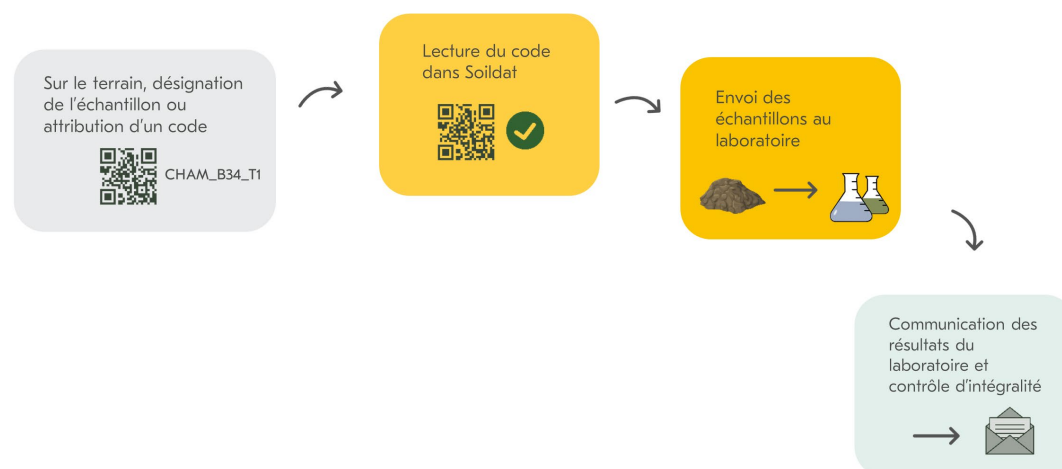 Sur le terrain, désignation
de l'échantillon ou
attribution d'un code
CHAM_B34_T1
Lecture du code
dans Soildat
Envoi des
échantillons au
laboratoire
Communication des
résultats du
laboratoire et
contrôle d'intégralité